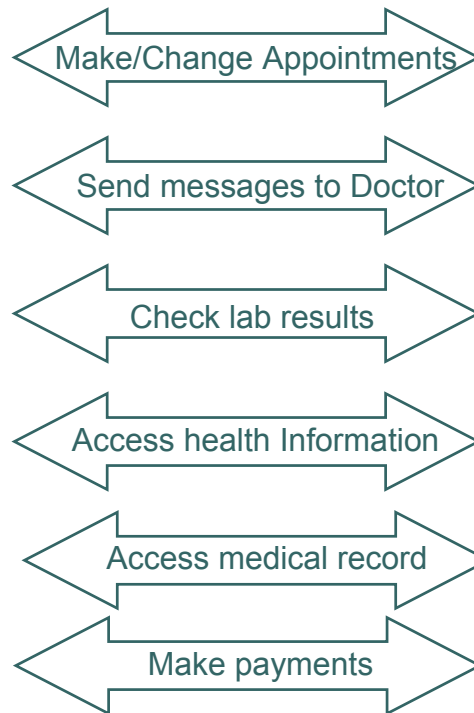 Make/Change Appointments
Send messages to Doctor
Check lab results
Access health Information
Access medical record
Make payments